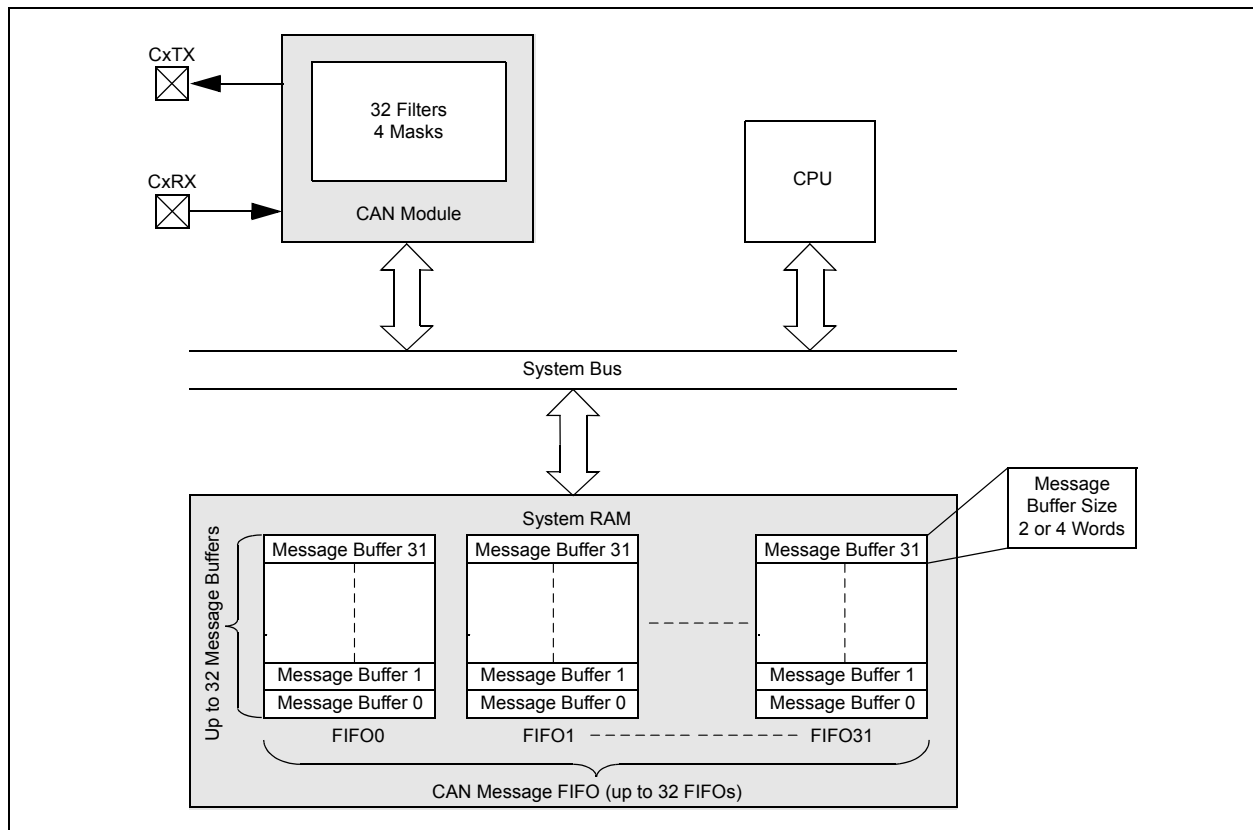 CxTX
32 Filters
4 Masks
CxRX
CAN Module
CPU
System Bus
System RAM
Message
Buffer Size
2 or 4 Words
Up to 32 Message Buffers
Message Buffer 31
Message Buffer 31
Message Buffer 31
Message Buffer 1
Message Buffer 1
Message Buffer 1
Message Buffer 0
Message Buffer 0
Message Buffer 0
FIFO0
FIFO1
FIFO31
CAN Message FIFO (up to 32 FIFOs)